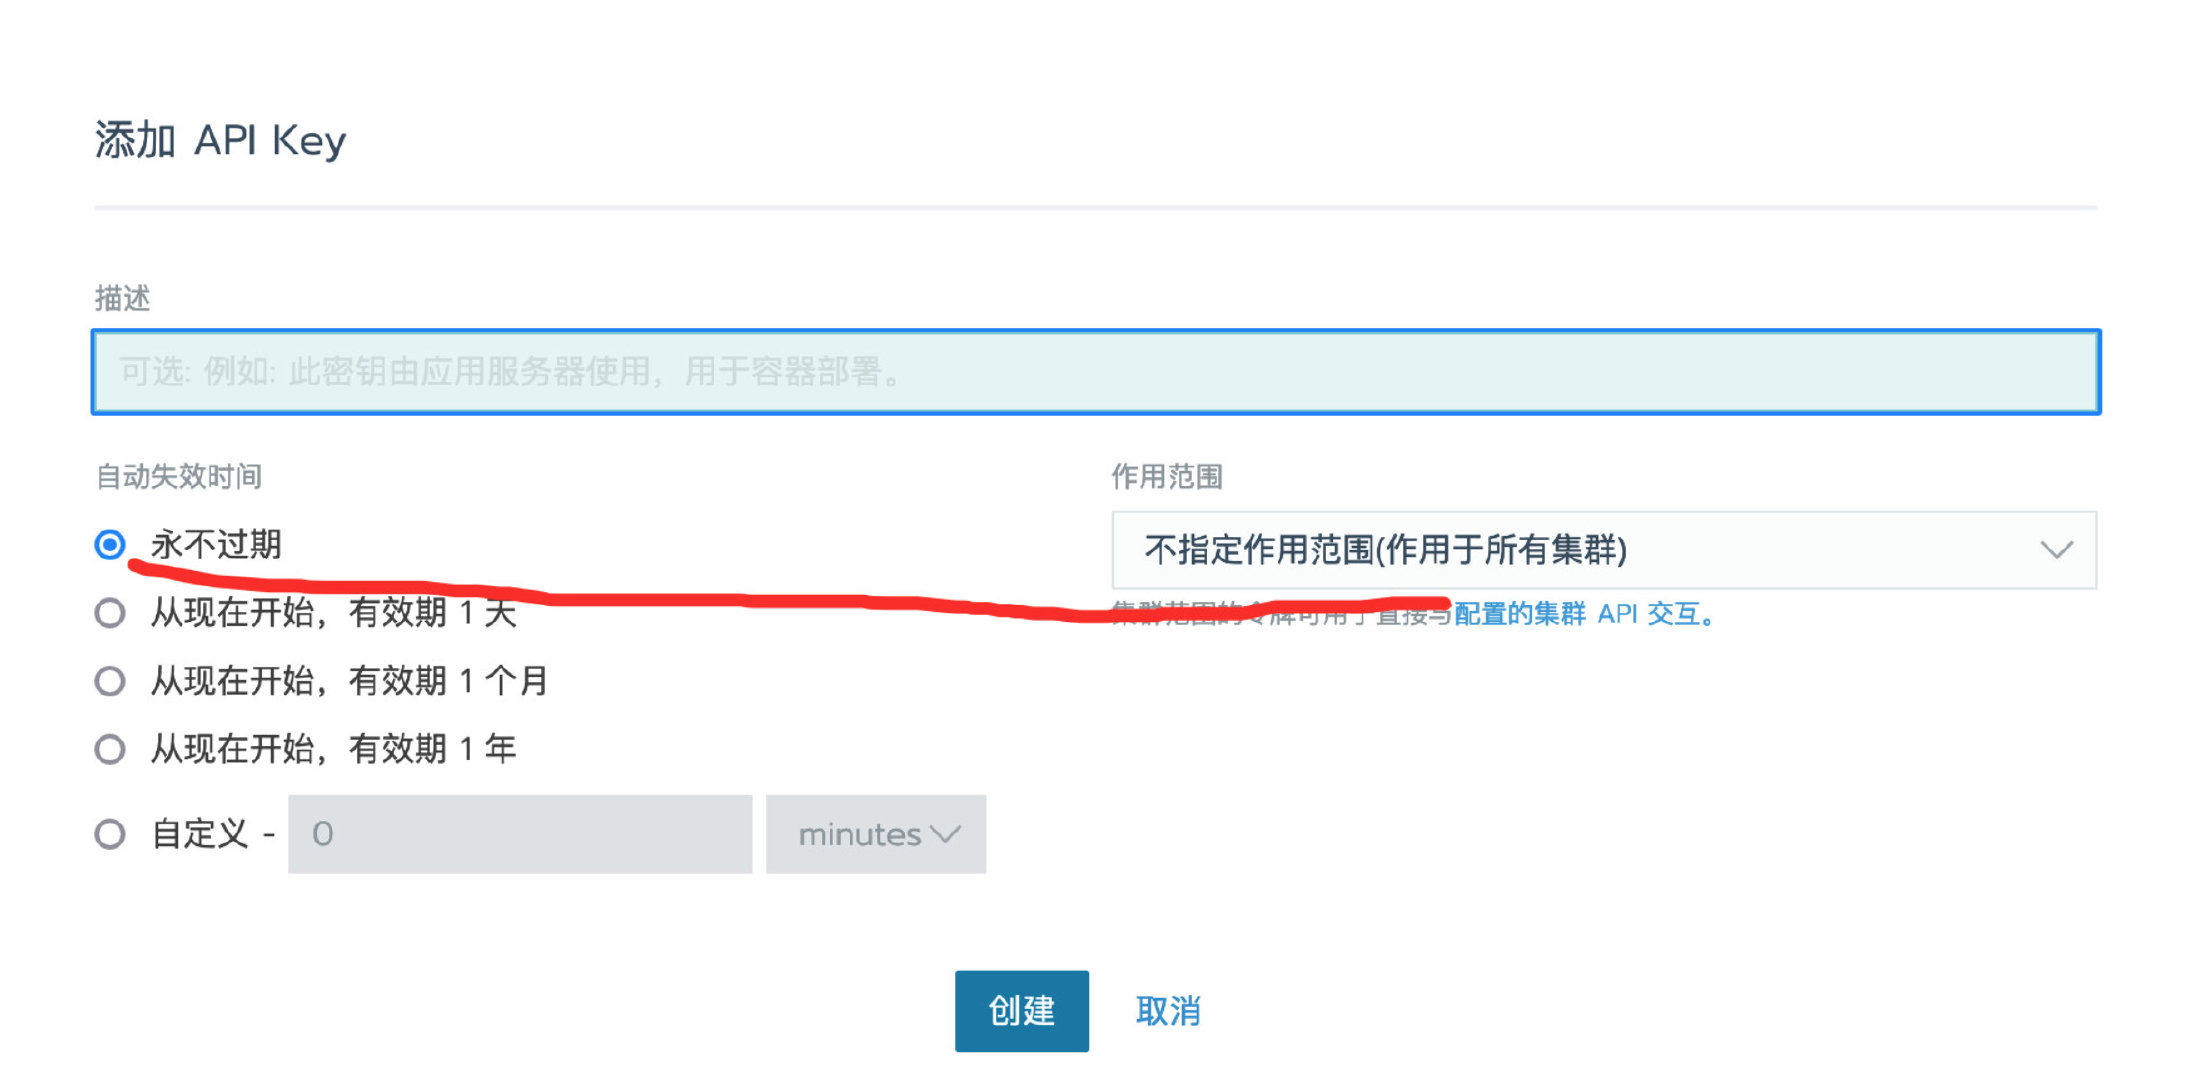 添加 API Key
描述
可选: 例如: 此密钥由应用服务器使用，用于容器部署。
自动失效时间
作用范围
永不过期
不指定作用范围(作用于所有集群)
从现在开始，有效期 1 天
集群范围的令牌可用于直接与配置的集群 API 交互。
从现在开始，有效期 1 个月
从现在开始，有效期 1 年
自定义 - 0 minutes
创建 取消